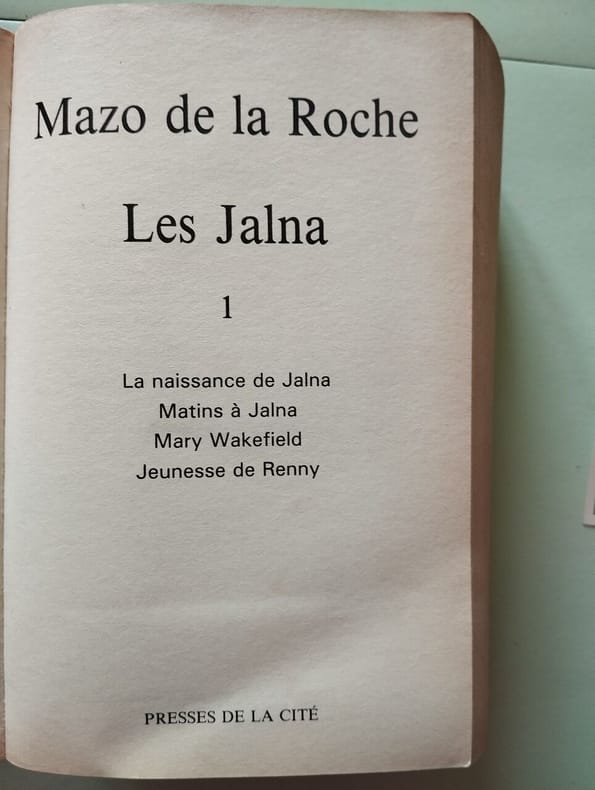 Mazo de la Roche
Les Jalna
1
La naissance de Jalna
Matins à Jalna
Mary Wakefield
Jeunesse de Renny
PRESSES DE LA CITÉ